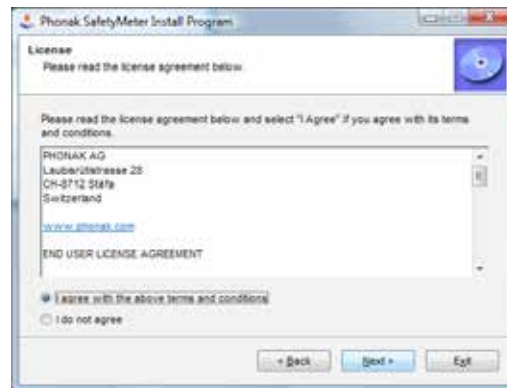 Phonak SafetyMeter Install Program
License
Please read the license agreement below.
Please read the license agreement below and select "I Agree" if you agree with its terms
and conditions.
PHONAK AG
Laubisrütistrasse 28
CH-8712 Stäfa
Switzerland
www.phonak.com
END USER LICENSE AGREEMENT
I agree with the above terms and conditions
I do not agree
< Back
Next >
Exit